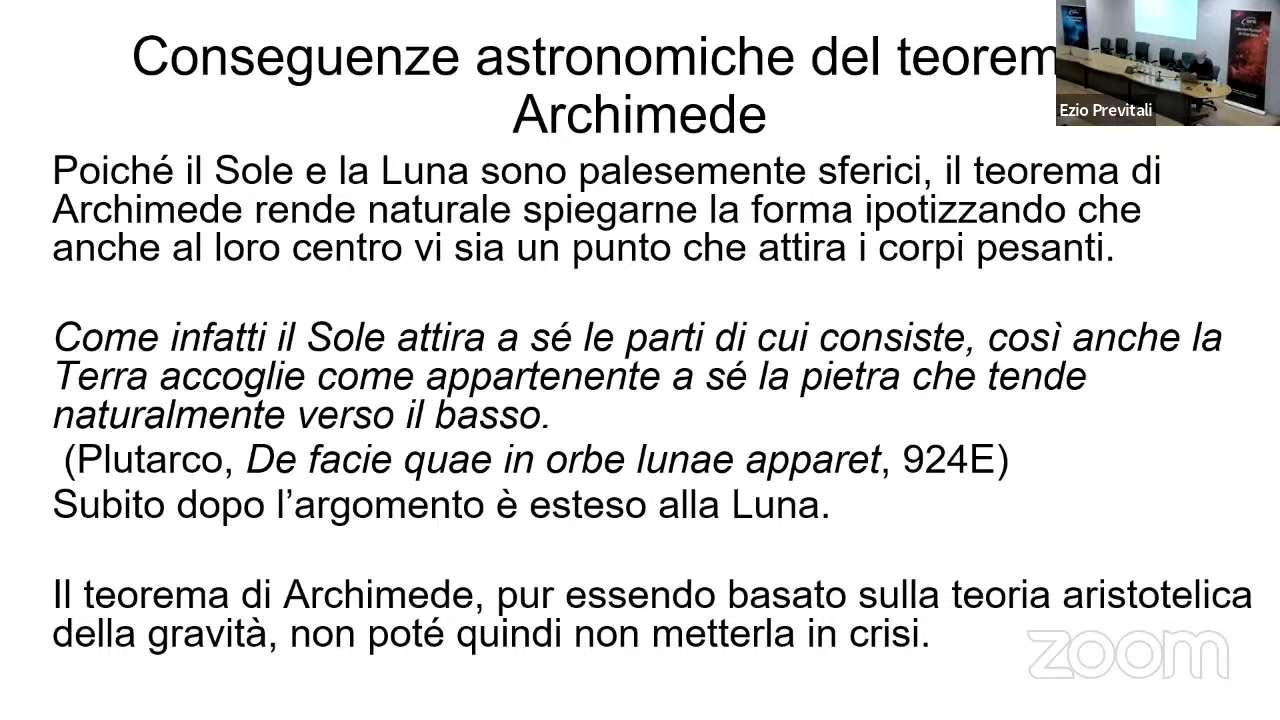 Conseguenze astronomiche del teorem
Archimede
Ezio Previtali
Poiché il Sole e la Luna sono palesemente sferici, il teorema di
Archimede rende naturale spiegarne la forma ipotizzando che
anche al loro centro vi sia un punto che attira i corpi pesanti.
Come infatti il Sole attira a sé le parti di cui consiste, così anche la
Terra accoglie come appartenente a sé la pietra che tende
naturalmente verso il basso.
(Plutarco, De facie quae in orbe lunae apparet, 924E)
Subito dopo l’argomento è esteso alla Luna.
Il teorema di Archimede, pur essendo basato sulla teoria aristotelica
della gravità, non poté quindi non metterla in crisi.
zoom